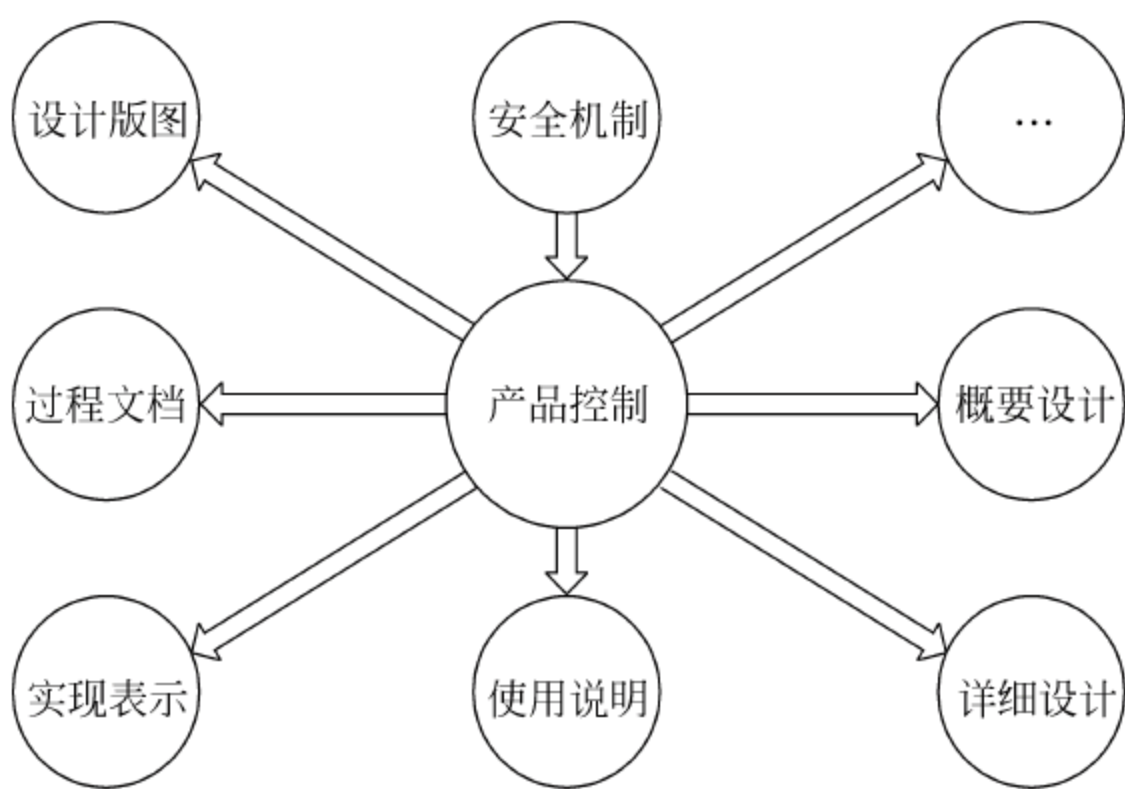 设计版图
安全机制
…
过程文档
产品控制
概要设计
实现表示
使用说明
详细设计